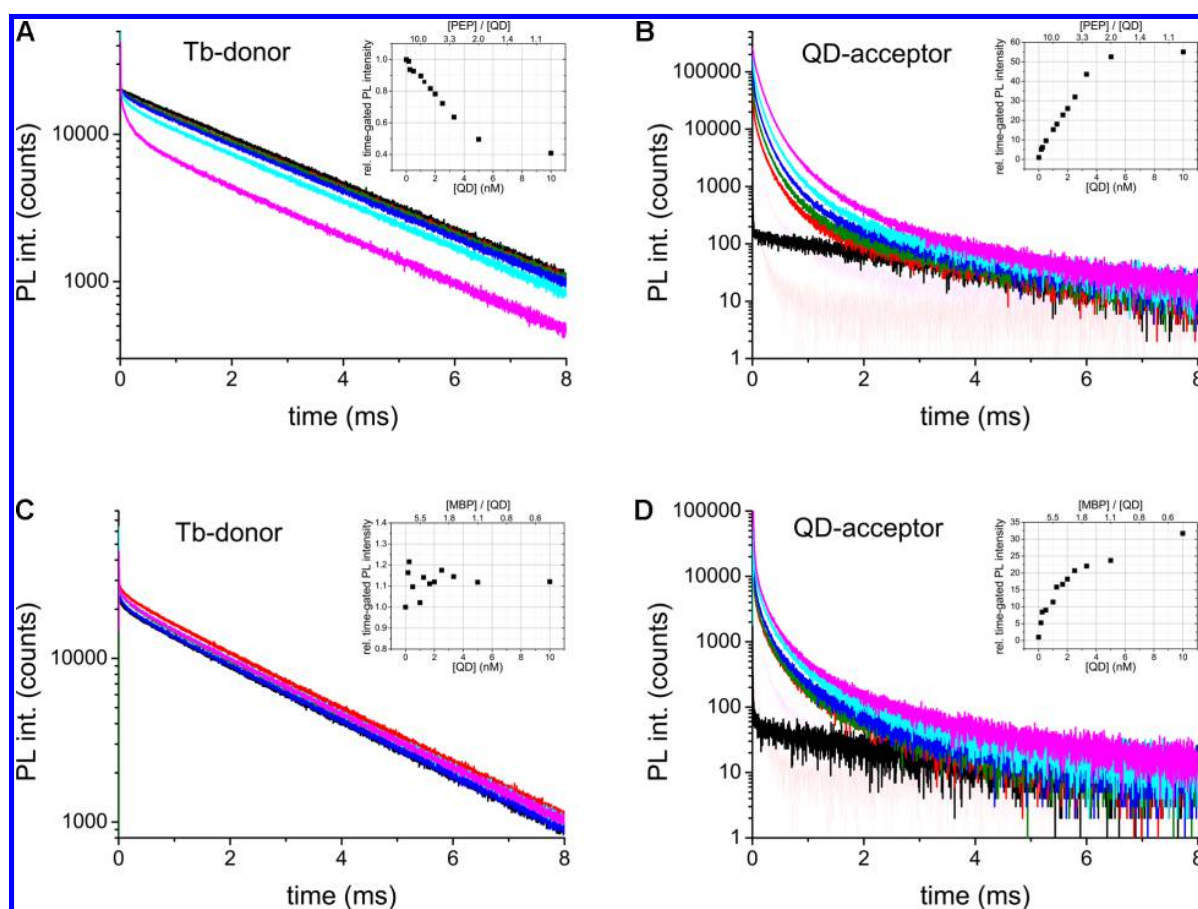 A
Tb-donor
[PEP] / [QD]
10.0 3.3 2.0 1.4 1.1
rel. time-gated PL intensity
1.0
0.8
0.6
0.4
0 2 4 6 8 10
[QD] (nM)
PL int. (counts)
10000
1000
0 2 4 6 8
time (ms)
B
QD-acceptor
[PEP] / [QD]
10.0 3.3 2.0 1.4 1.1
rel. time-gated PL intensity
60
50
40
30
20
10
0
0 2 4 6 8 10
[QD] (nM)
PL int. (counts)
100000
10000
1000
100
10
1
0 2 4 6 8
time (ms)
C
Tb-donor
[MBP] / [QD]
5.5 1.8 1.1 0.8 0.6
rel. time-gated PL intensity
1.4
1.3
1.2
1.1
1.0
0.9
0.8
0 2 4 6 8 10
[QD] (nM)
PL int. (counts)
10000
1000
0 2 4 6 8
time (ms)
D
QD-acceptor
[MBP] / [QD]
5.5 1.8 1.1 0.8 0.6
rel. time-gated PL intensity
35
30
25
20
15
10
5
0
0 2 4 6 8 10
[QD] (nM)
PL int. (counts)
100000
10000
1000
100
10
1
0 2 4 6 8
time (ms)